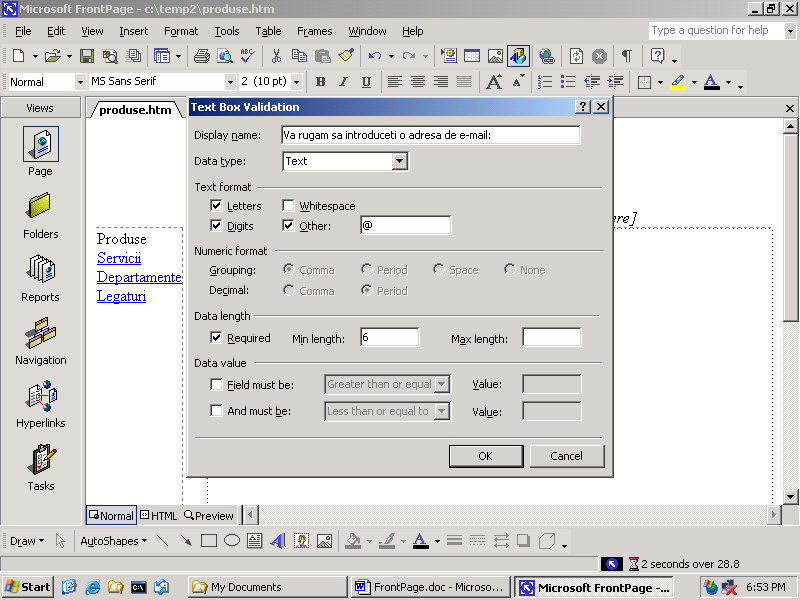 Microsoft FrontPage - c:\temp2\produse.htm
File Edit View Insert Format Tools Table Frames Window Help Type a question for help
Normal MS Sans Serif 2 (10 pt) B I U A A A
Views produse.htm
Page
Folders
Reports
Navigation
Hyperlinks
Tasks
Produse
Servicii
Departamente
Legaturi
ere]
Text Box Validation
Display name: Va rugam sa introduceti o adresa de e-mail:
Data type: Text
Text format
Letters Whitespace
Digits Other: @
Numeric format
Grouping: Comma Period Space None
Decimal: Comma Period
Data length
Required Min length: 6 Max length:
Data value
Field must be: Greater than or equal Value:
And must be: Less than or equal to Value:
OK Cancel
Normal HTML Preview
Draw AutoShapes A A
2 seconds over 28.8
Start My Documents FrontPage.doc - Microso... Microsoft FrontPage -... 6:53 PM